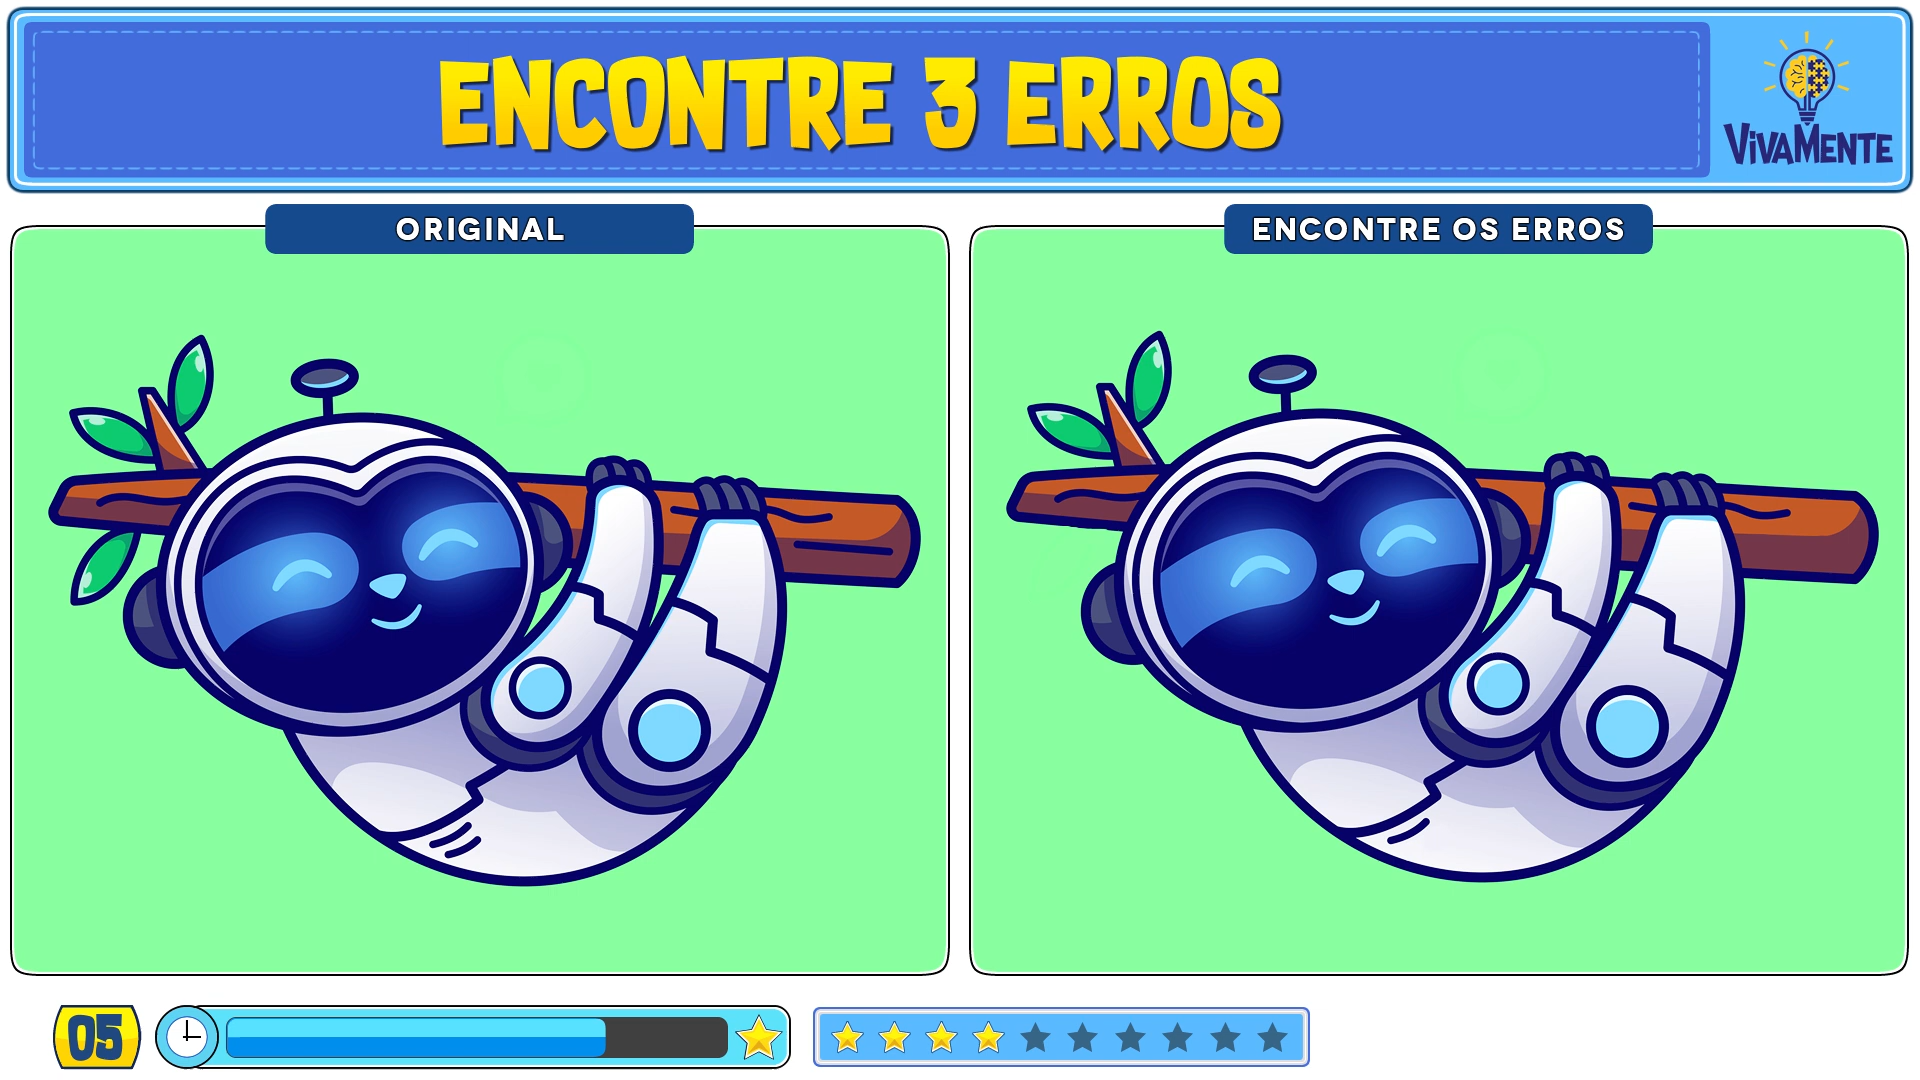 ENCONTRE 3 ERROS
VIVAMENTE
ORIGINAL
ENCONTRE OS ERROS
05